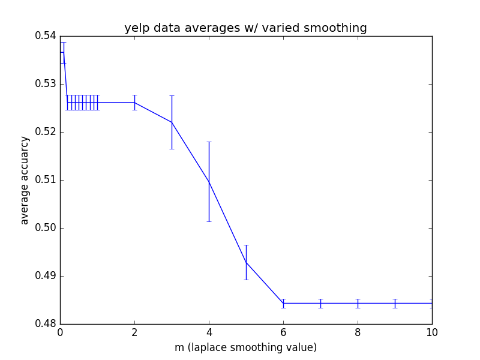 yelp data averages w/ varied smoothing
0.54
0.53
0.52
0.51
0.50
0.49
0.48
average accuarcy
0 2 4 6 8 10
m (laplace smoothing value)